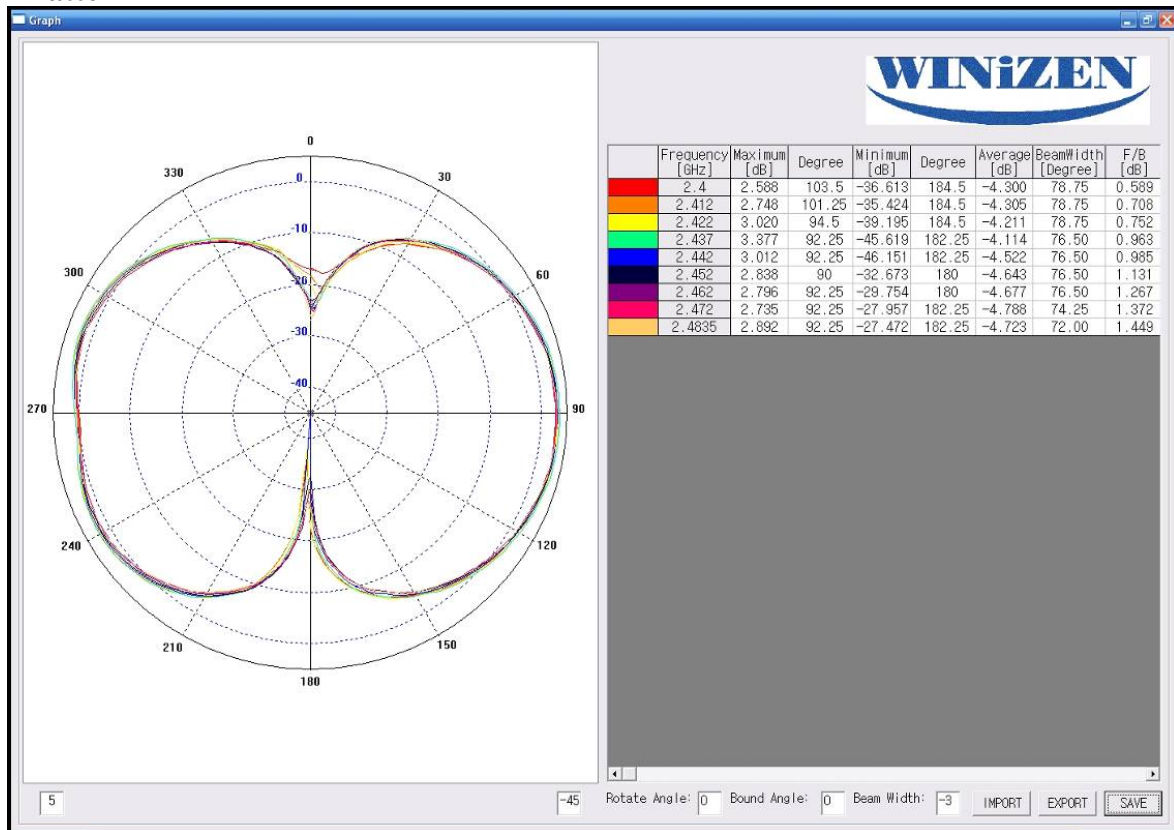 Graph
WINiZEN
0
330
30
0
-10
300
60
-20
-30
-40
270
90
240
120
210
150
180
Frequency [GHz] Maximum [dB] Degree Minimum [dB] Degree Average [dB] BeamWidth [Degree] F/B [dB]
2.4 2.588 103.5 -36.613 184.5 -4.300 78.75 0.589
2.412 2.748 101.25 -35.424 184.5 -4.305 78.75 0.708
2.422 3.020 94.5 -39.195 184.5 -4.211 78.75 0.752
2.437 3.377 92.25 -45.619 182.25 -4.114 76.50 0.963
2.442 3.012 92.25 -46.151 182.25 -4.522 76.50 0.985
2.452 2.838 90 -32.673 180 -4.643 76.50 1.131
2.462 2.796 92.25 -29.754 180 -4.677 76.50 1.267
2.472 2.735 92.25 -27.957 182.25 -4.788 74.25 1.372
2.4835 2.892 92.25 -27.472 182.25 -4.723 72.00 1.449
5 -45 Rotate Angle: 0 Bound Angle: 0 Beam Width: -3 IMPORT EXPORT SAVE